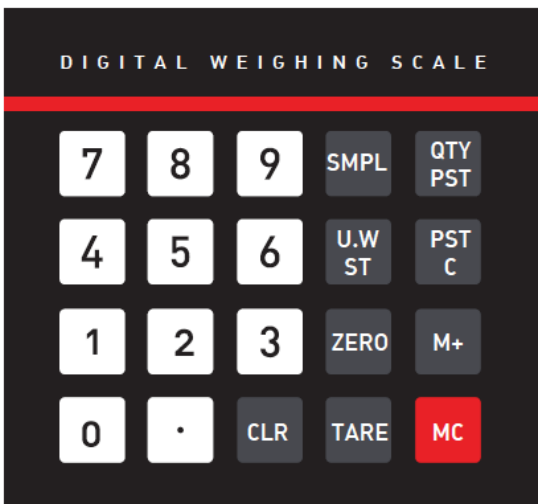 DIGITAL WEIGHING SCALE
7 8 9 SMPL QTY PST
4 5 6 U.W ST PST C
1 2 3 ZERO M+
0 . CLR TARE MC